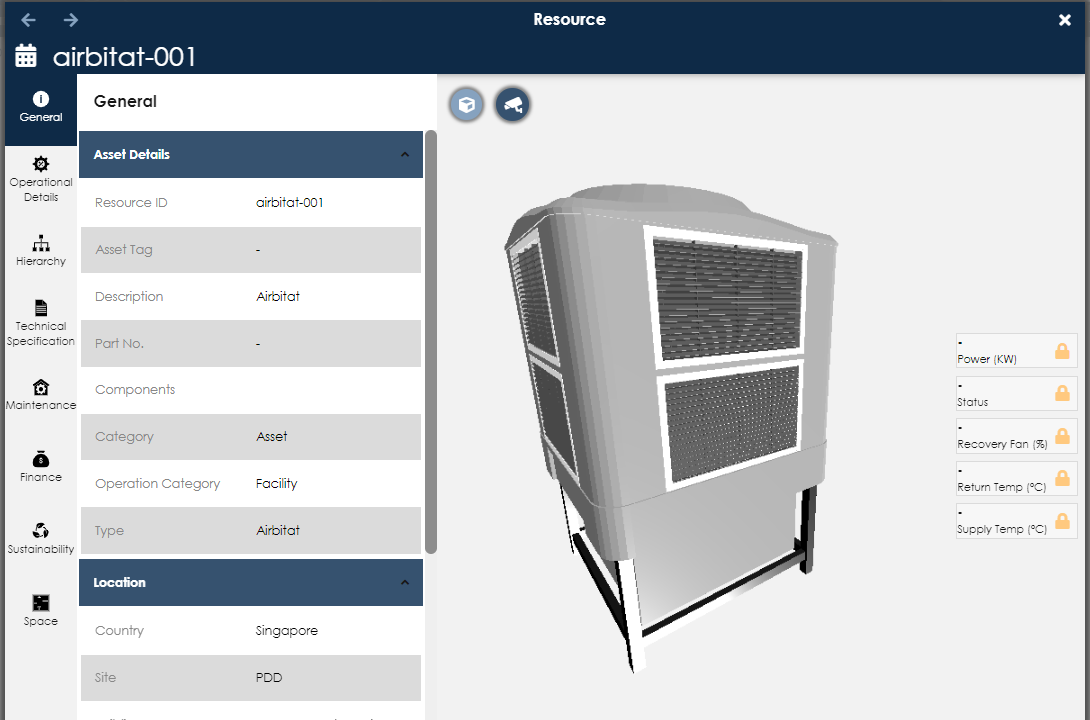 Resource
airbitat-001
General
Operational
Details
Hierarchy
Technical
Specification
Maintenance
Finance
Sustainability
Space
General
Asset Details
Resource ID airbitat-001
Asset Tag -
Description Airbitat
Part No. -
Components
Category Asset
Operation Category Facility
Type Airbitat
Location
Country Singapore
Site PDD
-
Power (KW)
-
Status
-
Recovery Fan (%)
-
Return Temp (ºC)
-
Supply Temp (ºC)